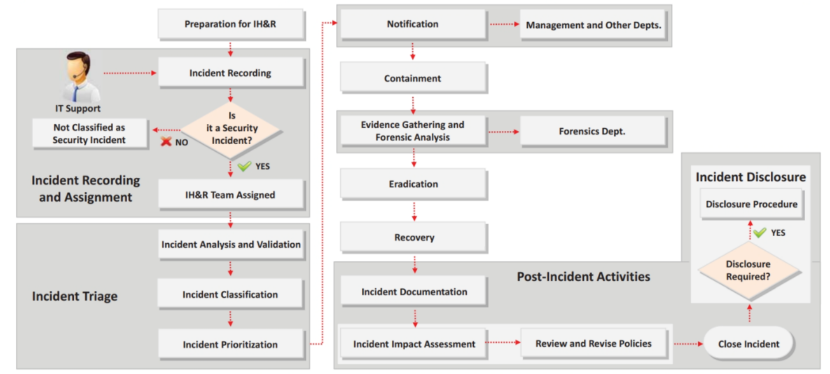 Preparation for IH&R
Incident Recording
IT Support
Is
it a Security
Incident?
Not Classified as
Security Incident
NO
YES
Incident Recording
and Assignment
IH&R Team Assigned
Incident Triage
Incident Analysis and Validation
Incident Classification
Incident Prioritization
Notification
Management and Other Depts.
Containment
Evidence Gathering and
Forensic Analysis
Forensics Dept.
Eradication
Recovery
Post-Incident Activities
Incident Documentation
Incident Impact Assessment
Review and Revise Policies
Close Incident
Incident Disclosure
Disclosure Procedure
YES
Disclosure
Required?